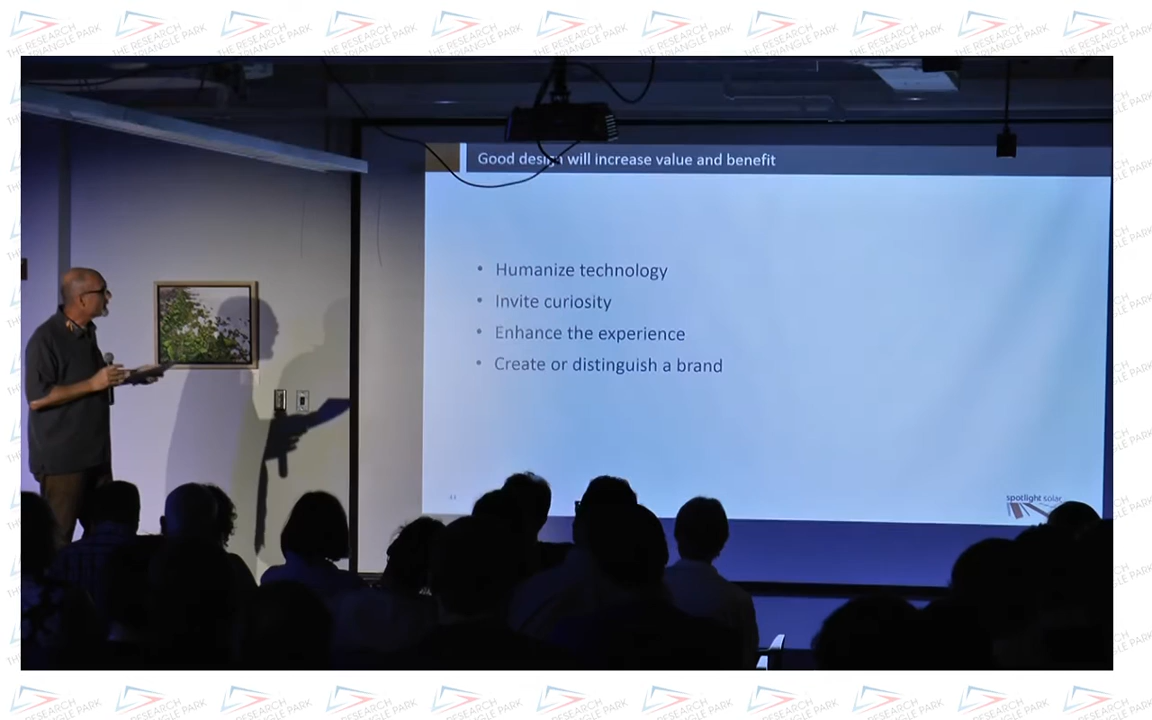 THE RESEARCH
TRIANGLE PARK
Good design will increase value and benefit
• Humanize technology
• Invite curiosity
• Enhance the experience
• Create or distinguish a brand
spotlight solar